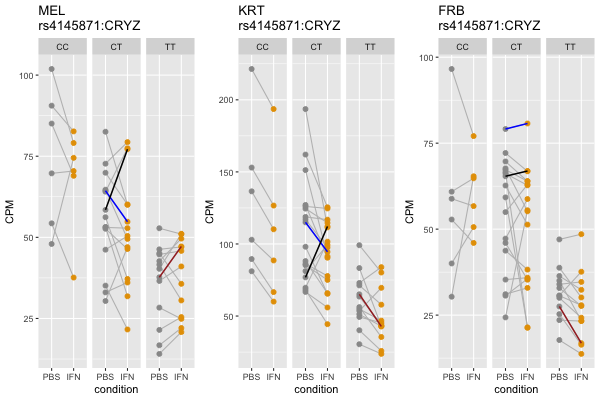 MEL
rs4145871:CRYZ
CC CT TT
CPM
100
75
50
25
PBS IFN PBS IFN PBS IFN
condition
KRT
rs4145871:CRYZ
CC CT TT
CPM
200
150
100
50
PBS IFN PBS IFN PBS IFN
condition
FRB
rs4145871:CRYZ
CC CT TT
CPM
100
75
50
25
PBS IFN PBS IFN PBS IFN
condition